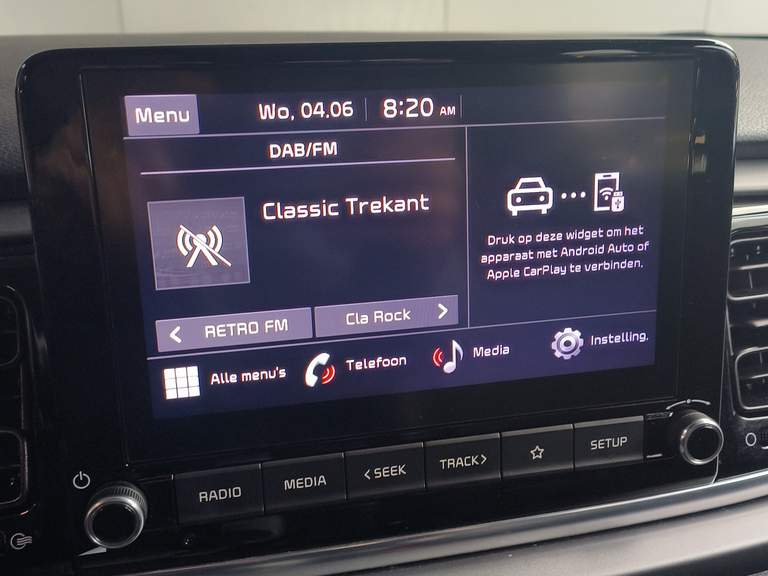 Menu
Wo, 04.06
8:20 AM
DAB/FM
Classic Trekant
RETRO FM
Cla Rock
Druk op deze widget om het
apparaat met Android Auto of
Apple CarPlay te verbinden.
Alle menu's
Telefoon
Media
Instelling.
RADIO
MEDIA
< SEEK
TRACK >
SETUP